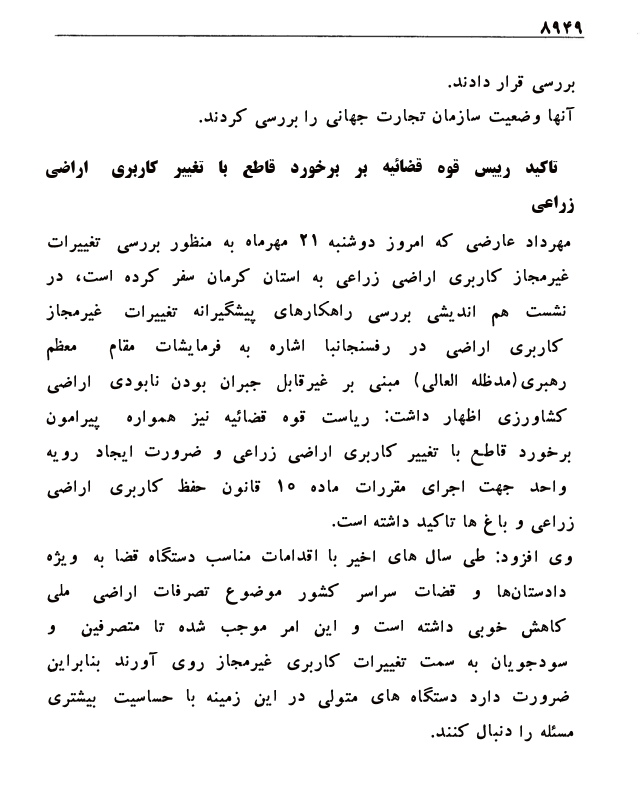 ۸۹۴۹
بررسی قرار دادند.
آنها وضعیت سازمان تجارت جهانی را بررسی کردند.
تاکید رییس قوه قضائیه بر برخورد قاطع با تغییر کاربری اراضی
زراعی
مهرداد عارضی که امروز دوشنبه ۲۱ مهرماه به منظور بررسی تغییرات
غیرمجاز کاربری اراضی زراعی به استان کرمان سفر کرده است، در
نشست هم اندیشی بررسی راهکارهای پیشگیرانه تغییرات غیرمجاز
کاربری اراضی در رفسنجانبا اشاره به فرمایشات مقام معظم
رهبری(مدظله العالی) مبنی بر غیرقابل جبران بودن نابودی اراضی
کشاورزی اظهار داشت: ریاست قوه قضائیه نیز همواره پیرامون
برخورد قاطع با تغییر کاربری اراضی زراعی و ضرورت ایجاد رویه
واحد جهت اجرای مقررات ماده ۱۰ قانون حفظ کاربری اراضی
زراعی و باغ ها تاکید داشته است.
وی افزود: طی سال های اخیر با اقدامات مناسب دستگاه قضا به ویژه
دادستان‌ها و قضات سراسر کشور موضوع تصرفات اراضی ملی
کاهش خوبی داشته است و این امر موجب شده تا متصرفین و
سودجویان به سمت تغییرات کاربری غیرمجاز روی آورند بنابراین
ضرورت دارد دستگاه های متولی در این زمینه با حساسیت بیشتری
مسئله را دنبال کنند.